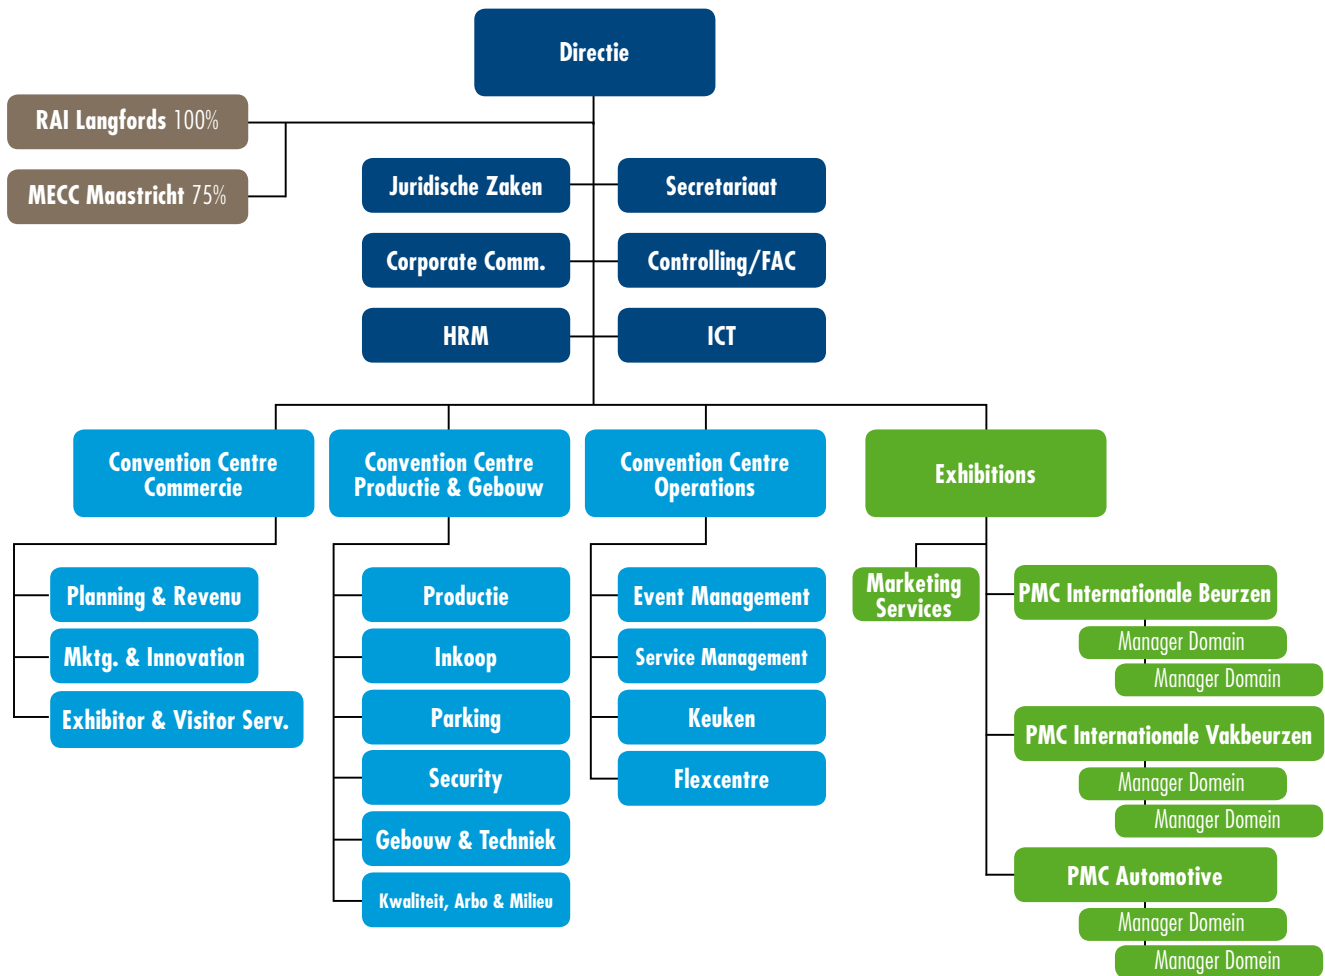 Directie
RAI Langfords 100%
MECC Maastricht 75%
Juridische Zaken
Secretariaat
Corporate Comm.
Controlling/FAC
HRM
ICT
Convention Centre
Commercie
Convention Centre
Productie & Gebouw
Convention Centre
Operations
Exhibitions
Planning & Revenu
Mktg. & Innovation
Exhibitor & Visitor Serv.
Productie
Inkoop
Parking
Security
Gebouw & Techniek
Kwaliteit, Arbo & Milieu
Event Management
Service Management
Keuken
Flexcentre
Marketing
Services
PMC Internationale Beurzen
Manager Domain
Manager Domain
PMC Internationale Vakbeurzen
Manager Domein
Manager Domein
PMC Automotive
Manager Domein
Manager Domein